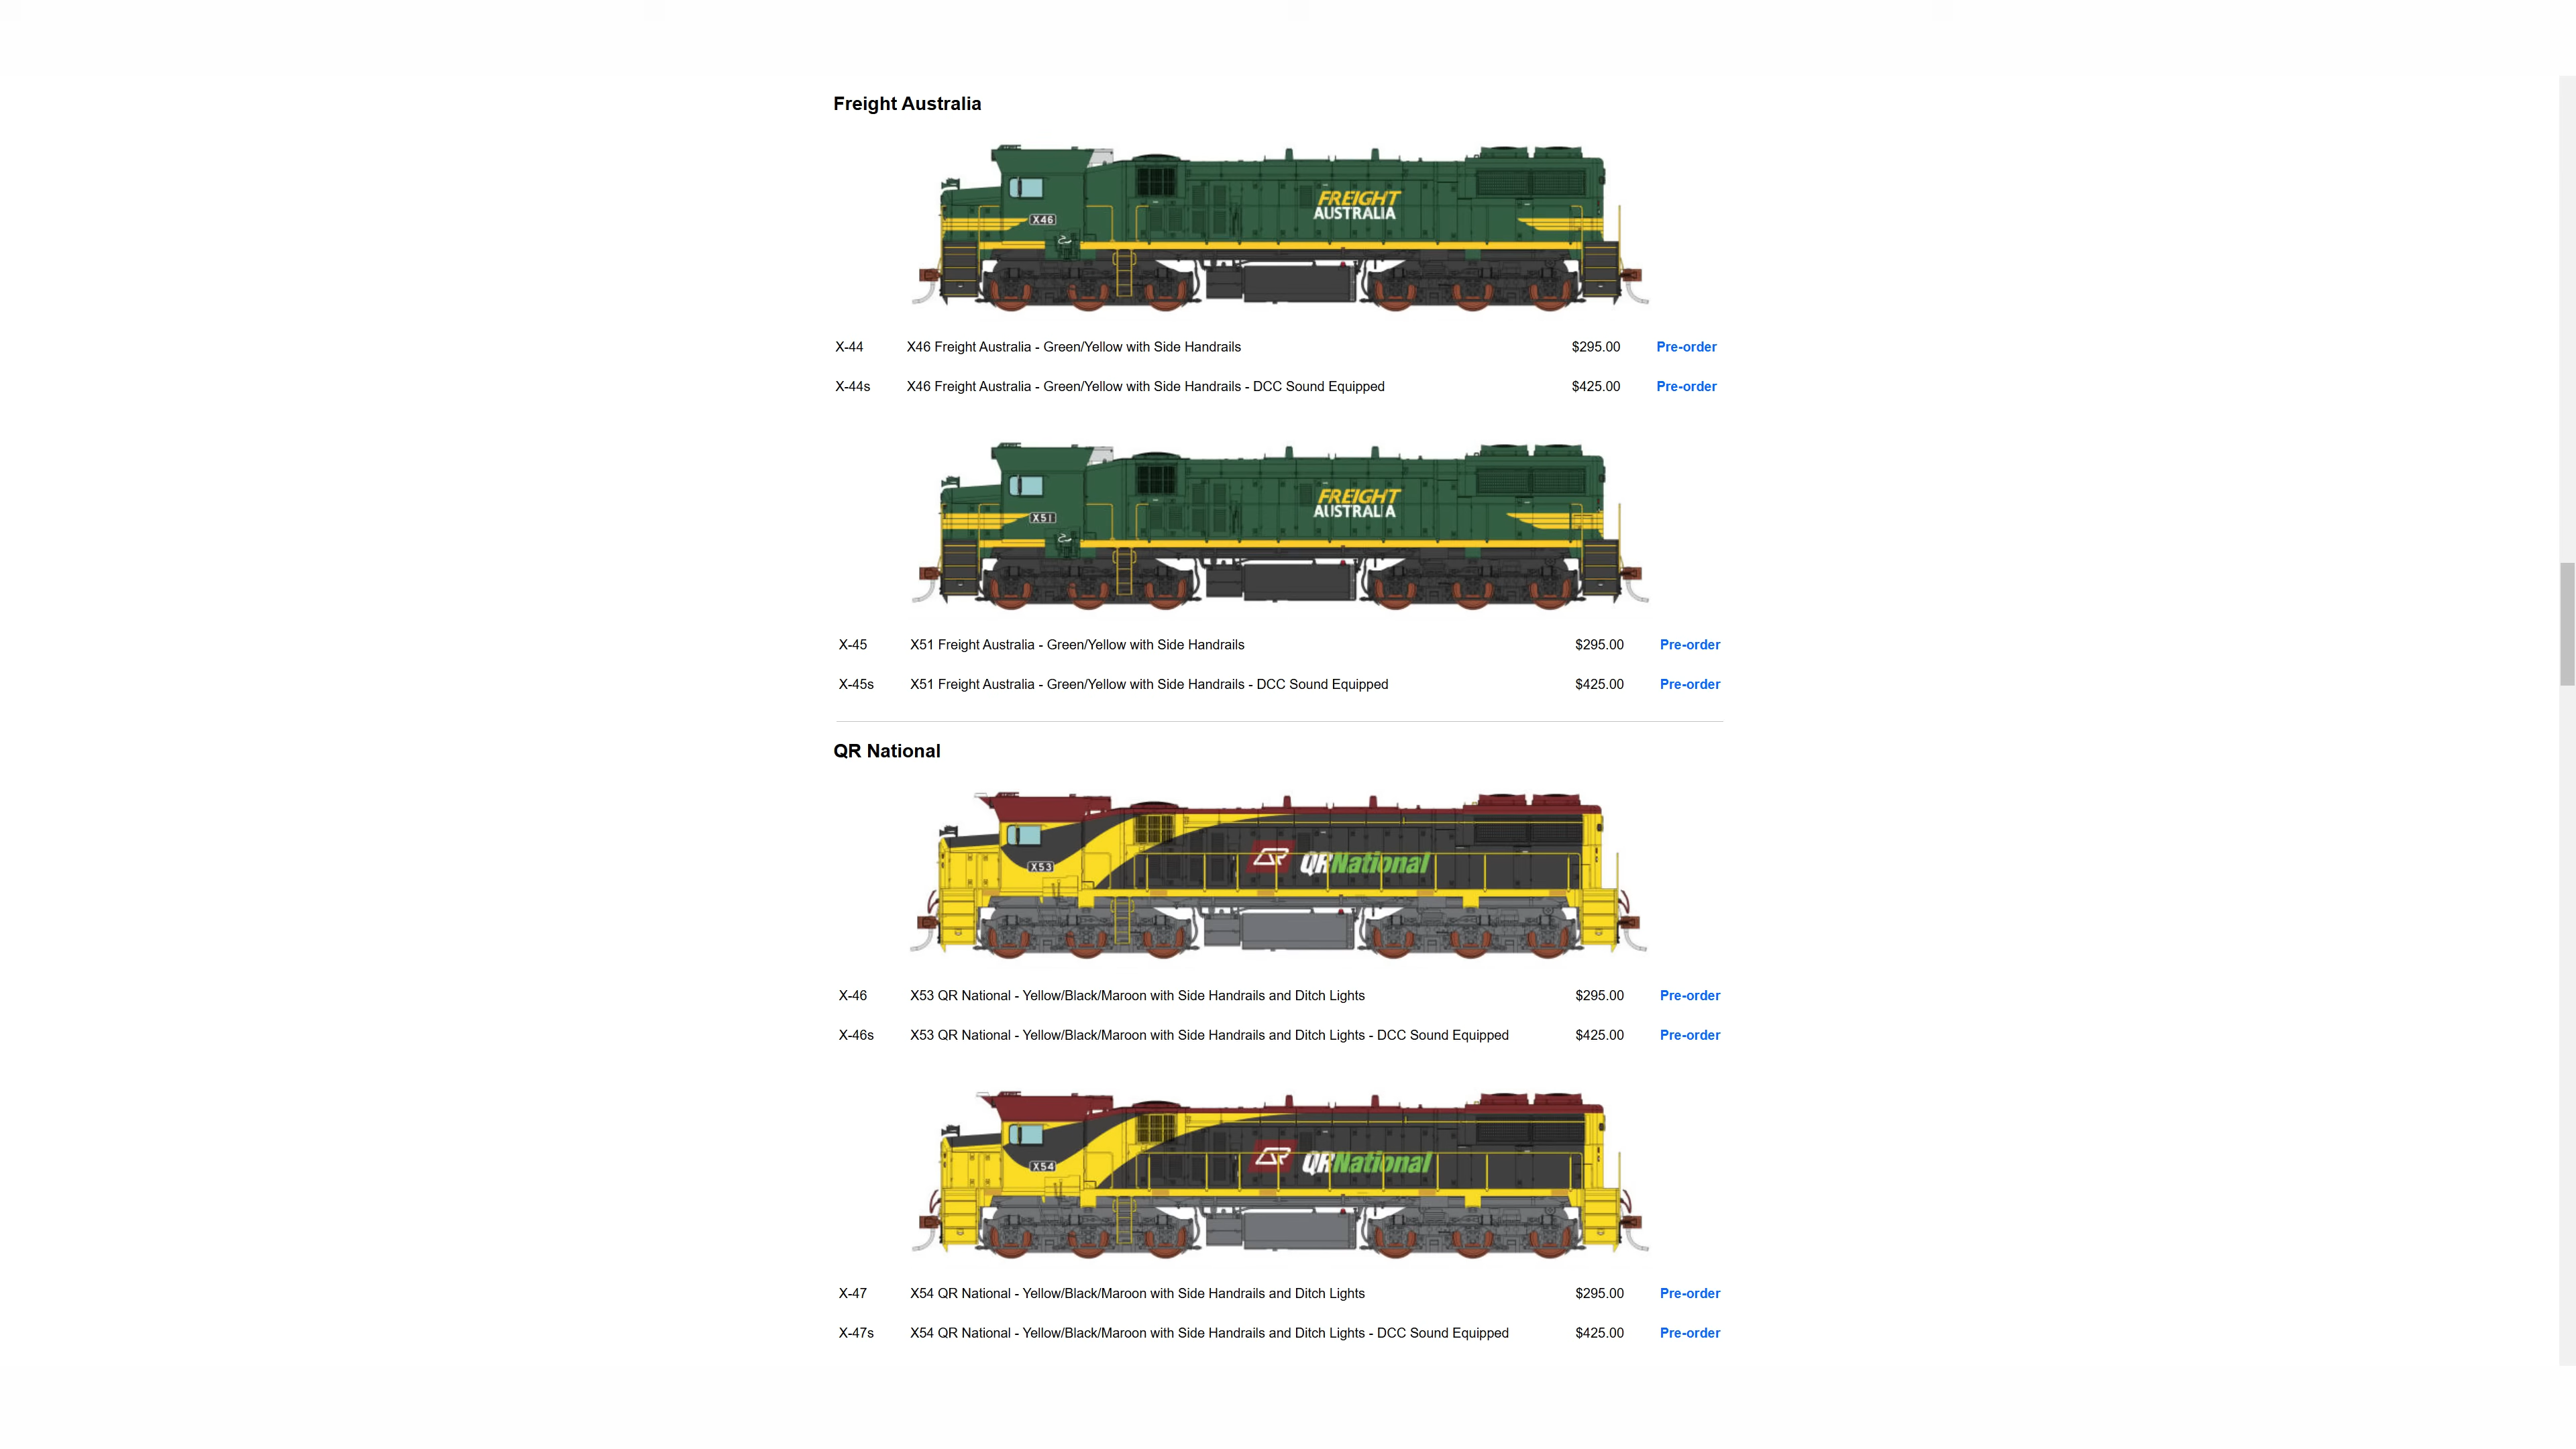 Freight Australia
X46
FREIGHT
AUSTRALIA
X-44 X46 Freight Australia - Green/Yellow with Side Handrails $295.00 Pre-order
X-44s X46 Freight Australia - Green/Yellow with Side Handrails - DCC Sound Equipped $425.00 Pre-order
X51
FREIGHT
AUSTRALIA
X-45 X51 Freight Australia - Green/Yellow with Side Handrails $295.00 Pre-order
X-45s X51 Freight Australia - Green/Yellow with Side Handrails - DCC Sound Equipped $425.00 Pre-order
QR National
X53
QR QRNational
X-46 X53 QR National - Yellow/Black/Maroon with Side Handrails and Ditch Lights $295.00 Pre-order
X-46s X53 QR National - Yellow/Black/Maroon with Side Handrails and Ditch Lights - DCC Sound Equipped $425.00 Pre-order
X54
QR QRNational
X-47 X54 QR National - Yellow/Black/Maroon with Side Handrails and Ditch Lights $295.00 Pre-order
X-47s X54 QR National - Yellow/Black/Maroon with Side Handrails and Ditch Lights - DCC Sound Equipped $425.00 Pre-order